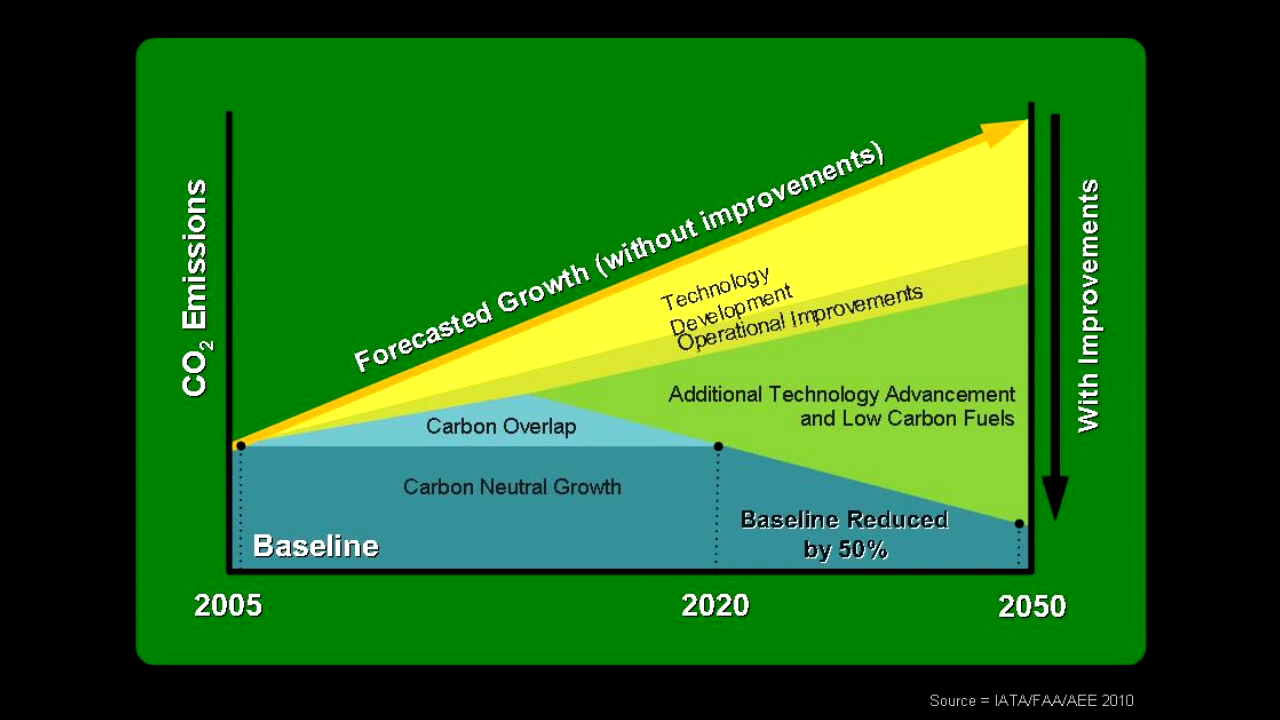 CO2 Emissions
Forecasted Growth (without improvements)
Technology
Development
Operational Improvements
Additional Technology Advancement
and Low Carbon Fuels
With Improvements
Carbon Overlap
Carbon Neutral Growth
Baseline
Baseline Reduced
by 50%
2005
2020
2050
Source = IATA/FAA/AEE 2010